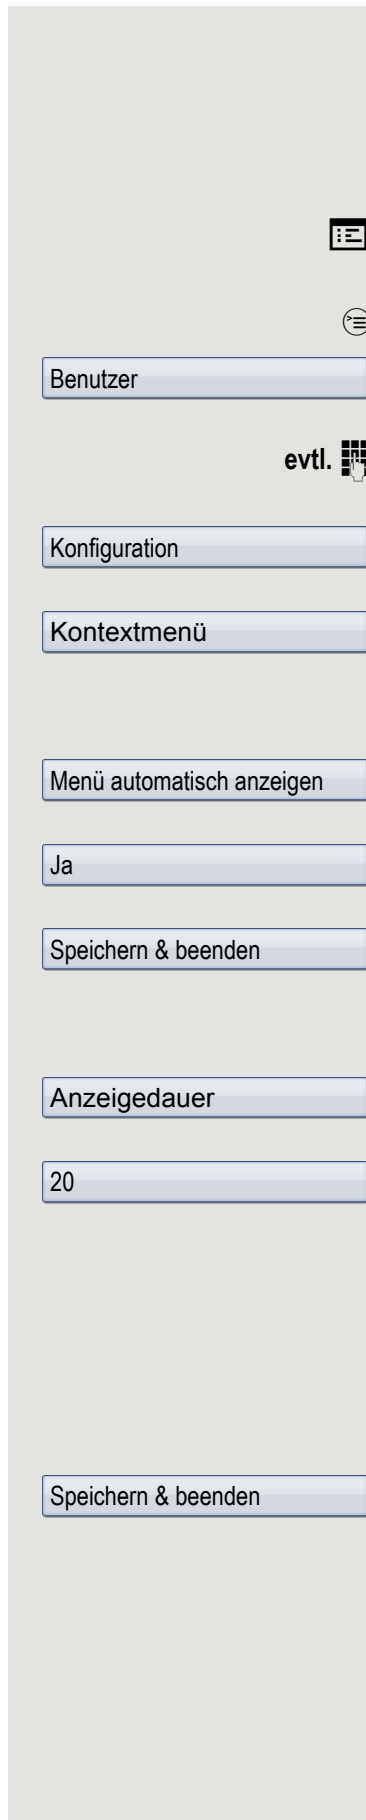 Benutzer
evtl.
Konfiguration
Kontextmenü
Menü automatisch anzeigen
Ja
Speichern & beenden
Anzeigedauer
20
Speichern & beenden